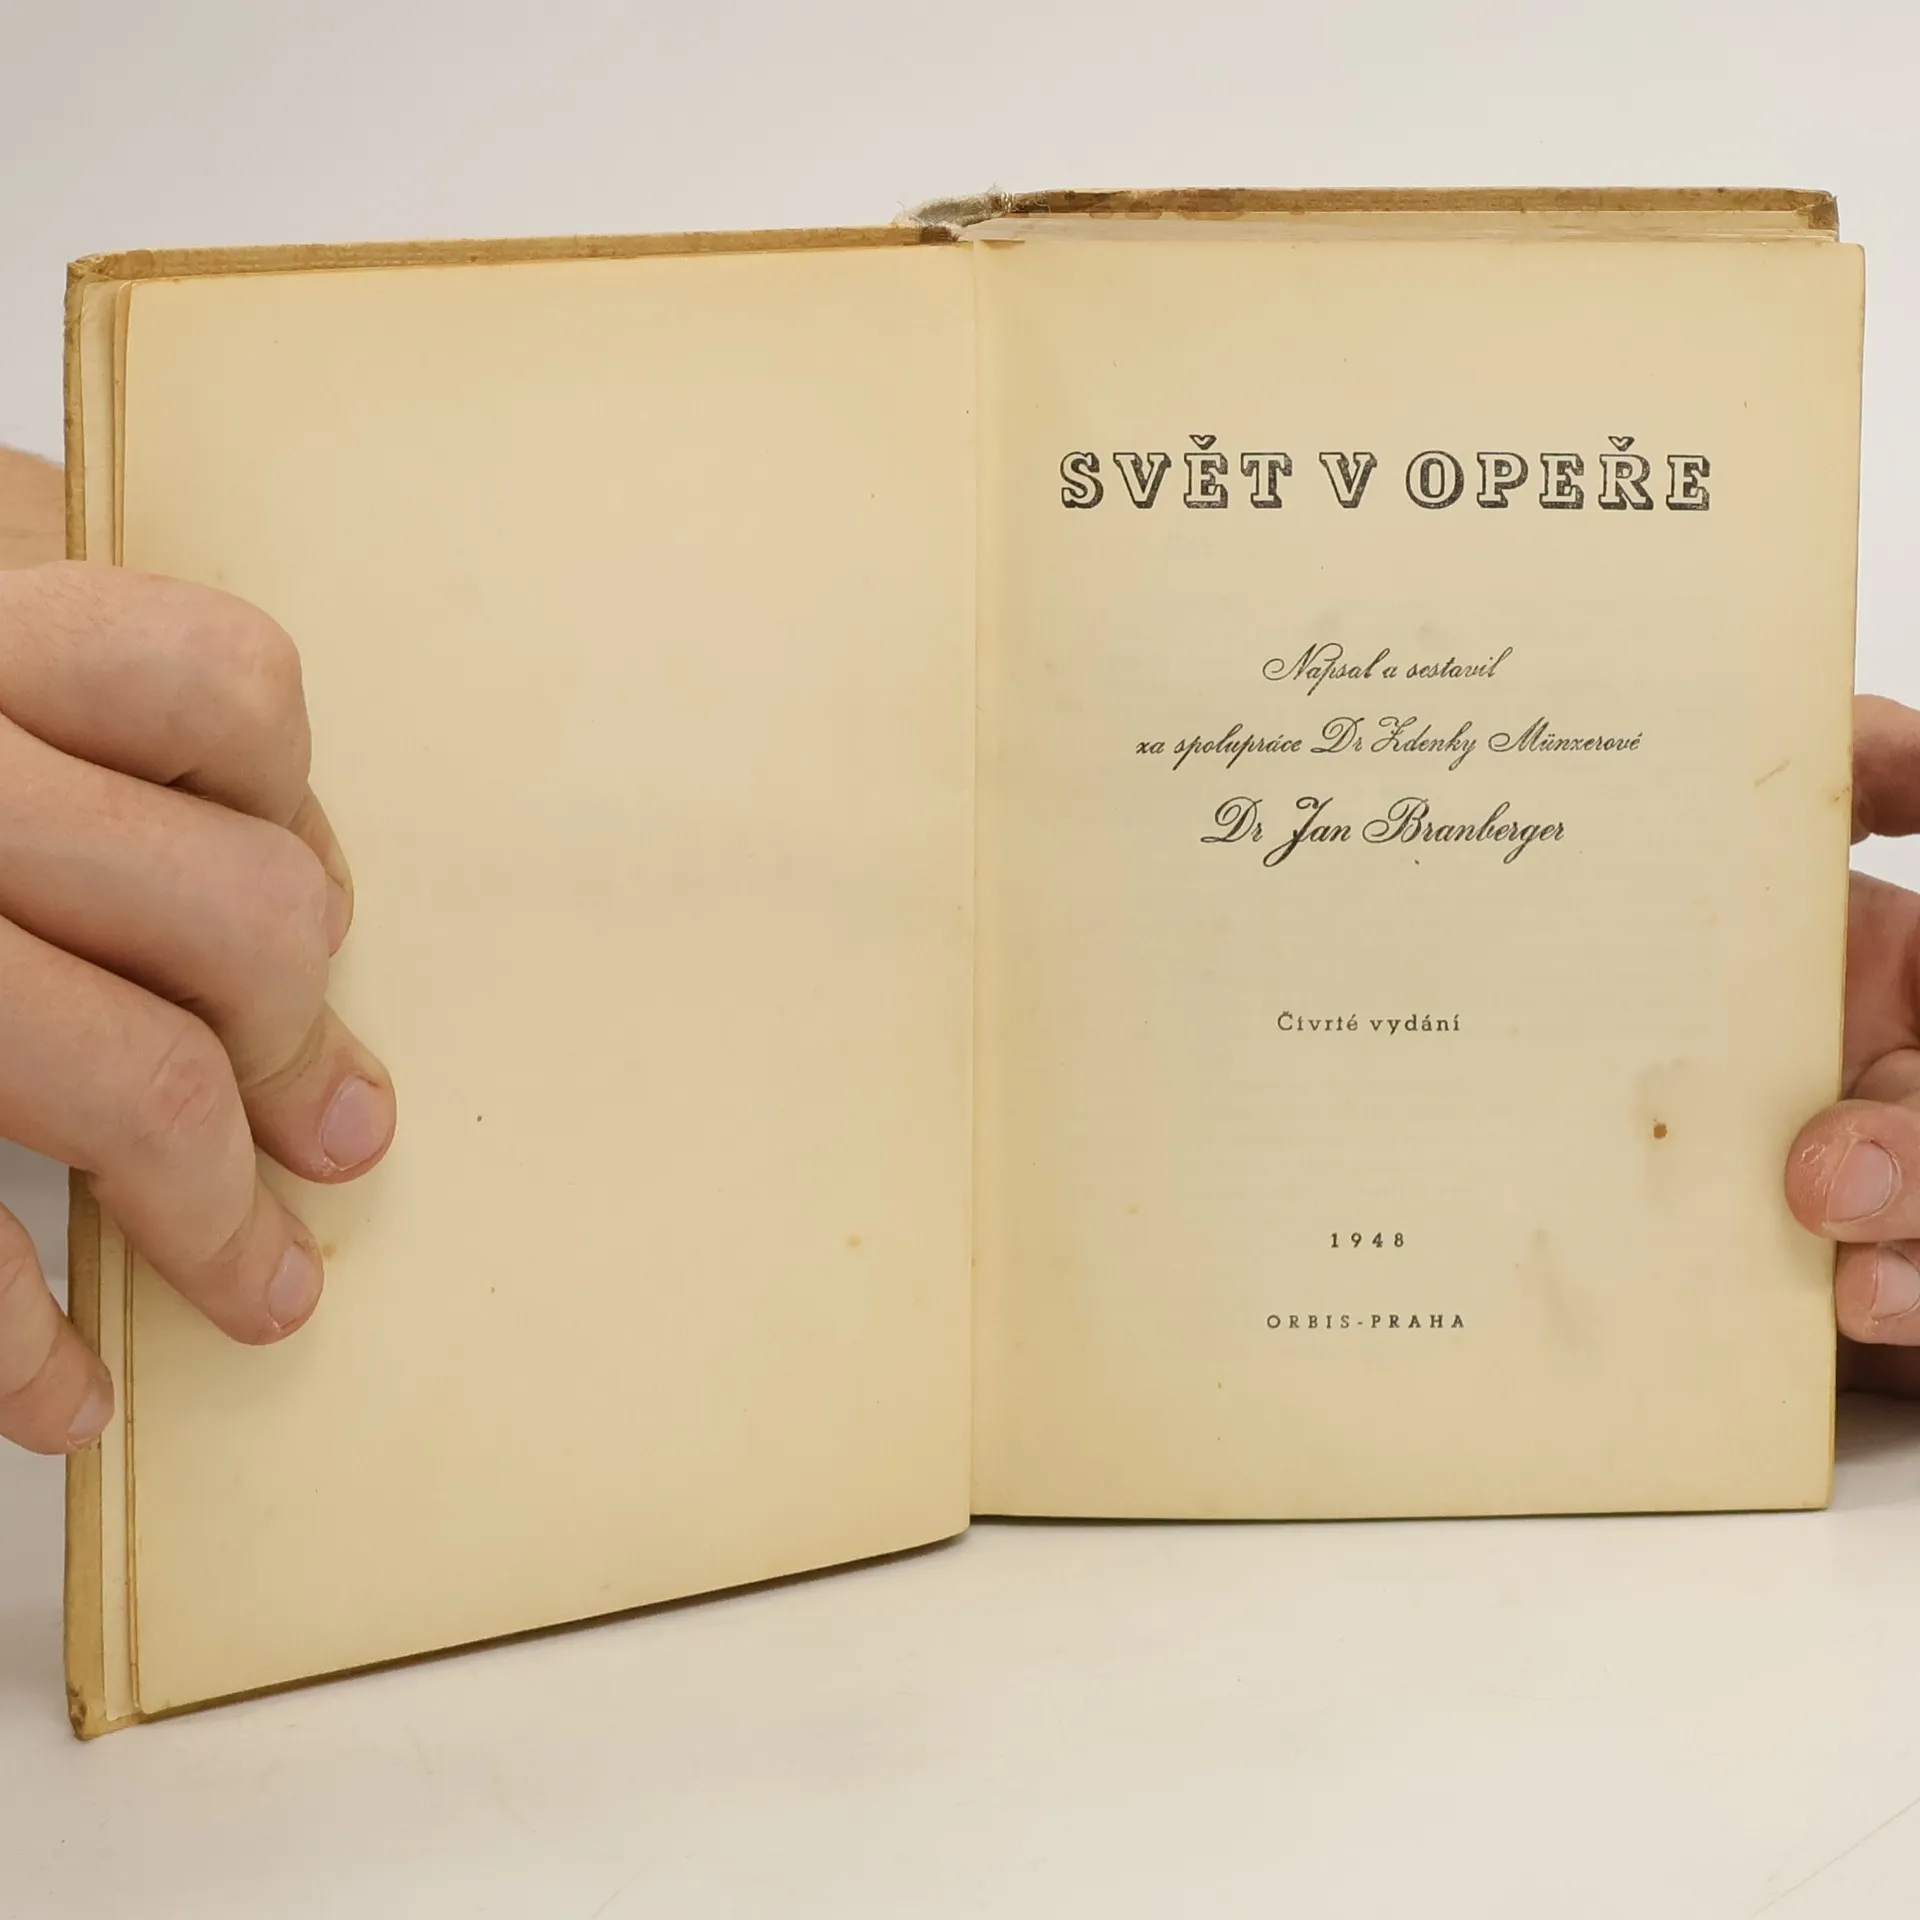 SVĚT V OPEŘE
Napsal a sestavil
za spolupráce Dr Zdenky Münzerové
Dr Jan Branberger
Čtvrté vydání
1948
ORBIS-PRAHA